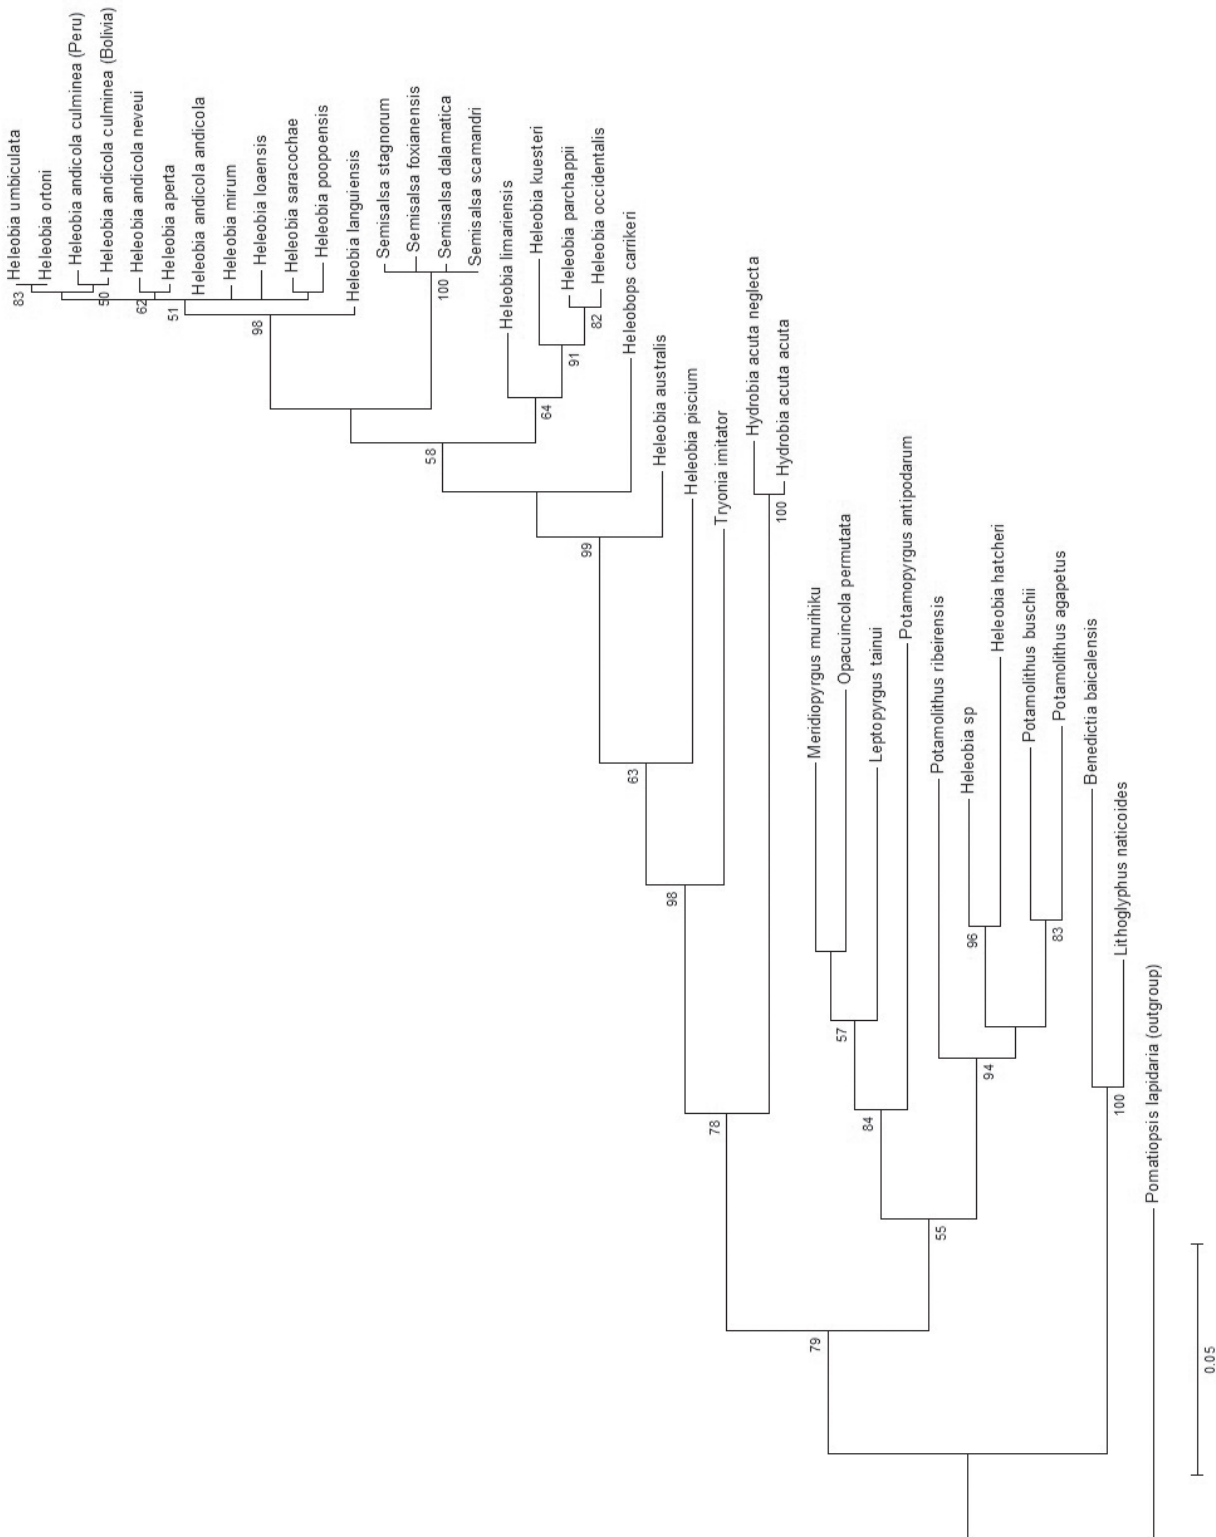 Heleobia umbiculata
Heleobia ortoni
Heleobia andicola culminea (Peru)
Heleobia andicola culminea (Bolivia)
Heleobia andicola neveui
Heleobia aperta
Heleobia andicola andicola
Heleobia mirum
Heleobia loaensis
Heleobia saracochae
Heleobia poopoensis
Heleobia languiensis
Semisalsa stagnorum
Semisalsa foxianensis
Semisalsa dalamatica
Semisalsa scamandri
Heleobia limariensis
Heleobia kuesteri
Heleobia parchappii
Heleobia occidentalis
Heleobops carrikeri
Heleobia australis
Heleobia piscium
Tryonia imitator
Hydrobia acuta neglecta
Hydrobia acuta acuta
Meridiopyrgus murihiku
Opacuincola permutata
Leptopyrgus tainui
Potamopyrgus antipodarum
Potamolithus ribeirensis
Heleobia sp
Heleobia hatcheri
Potamolithus buschii
Potamolithus agapetus
Benedictia baicalensis
Lithoglyphus naticoides
Pomatiopsis lapidaria (outgroup)
83
50
62
51
98
100
64
91
82
58
99
63
98
100
78
57
84
96
83
94
55
100
79
0.05